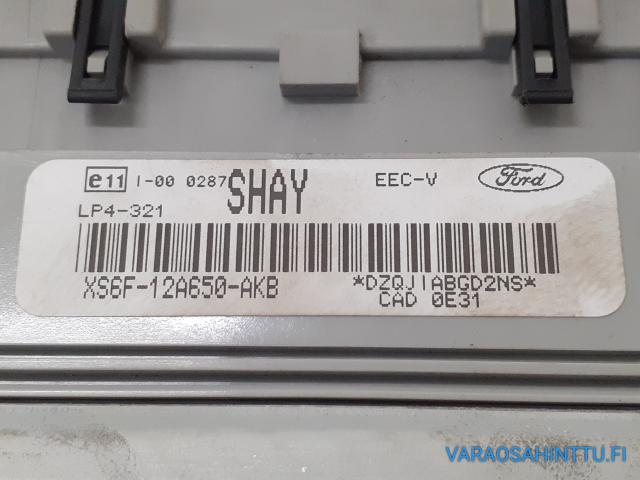 e11 I-00 0287 SHAY EEC-V Ford
LP4-321
XS6F-12A650-AKB *DZQJIABGD2NS*
CAD 0E31
VARAOSAHINTTU.FI